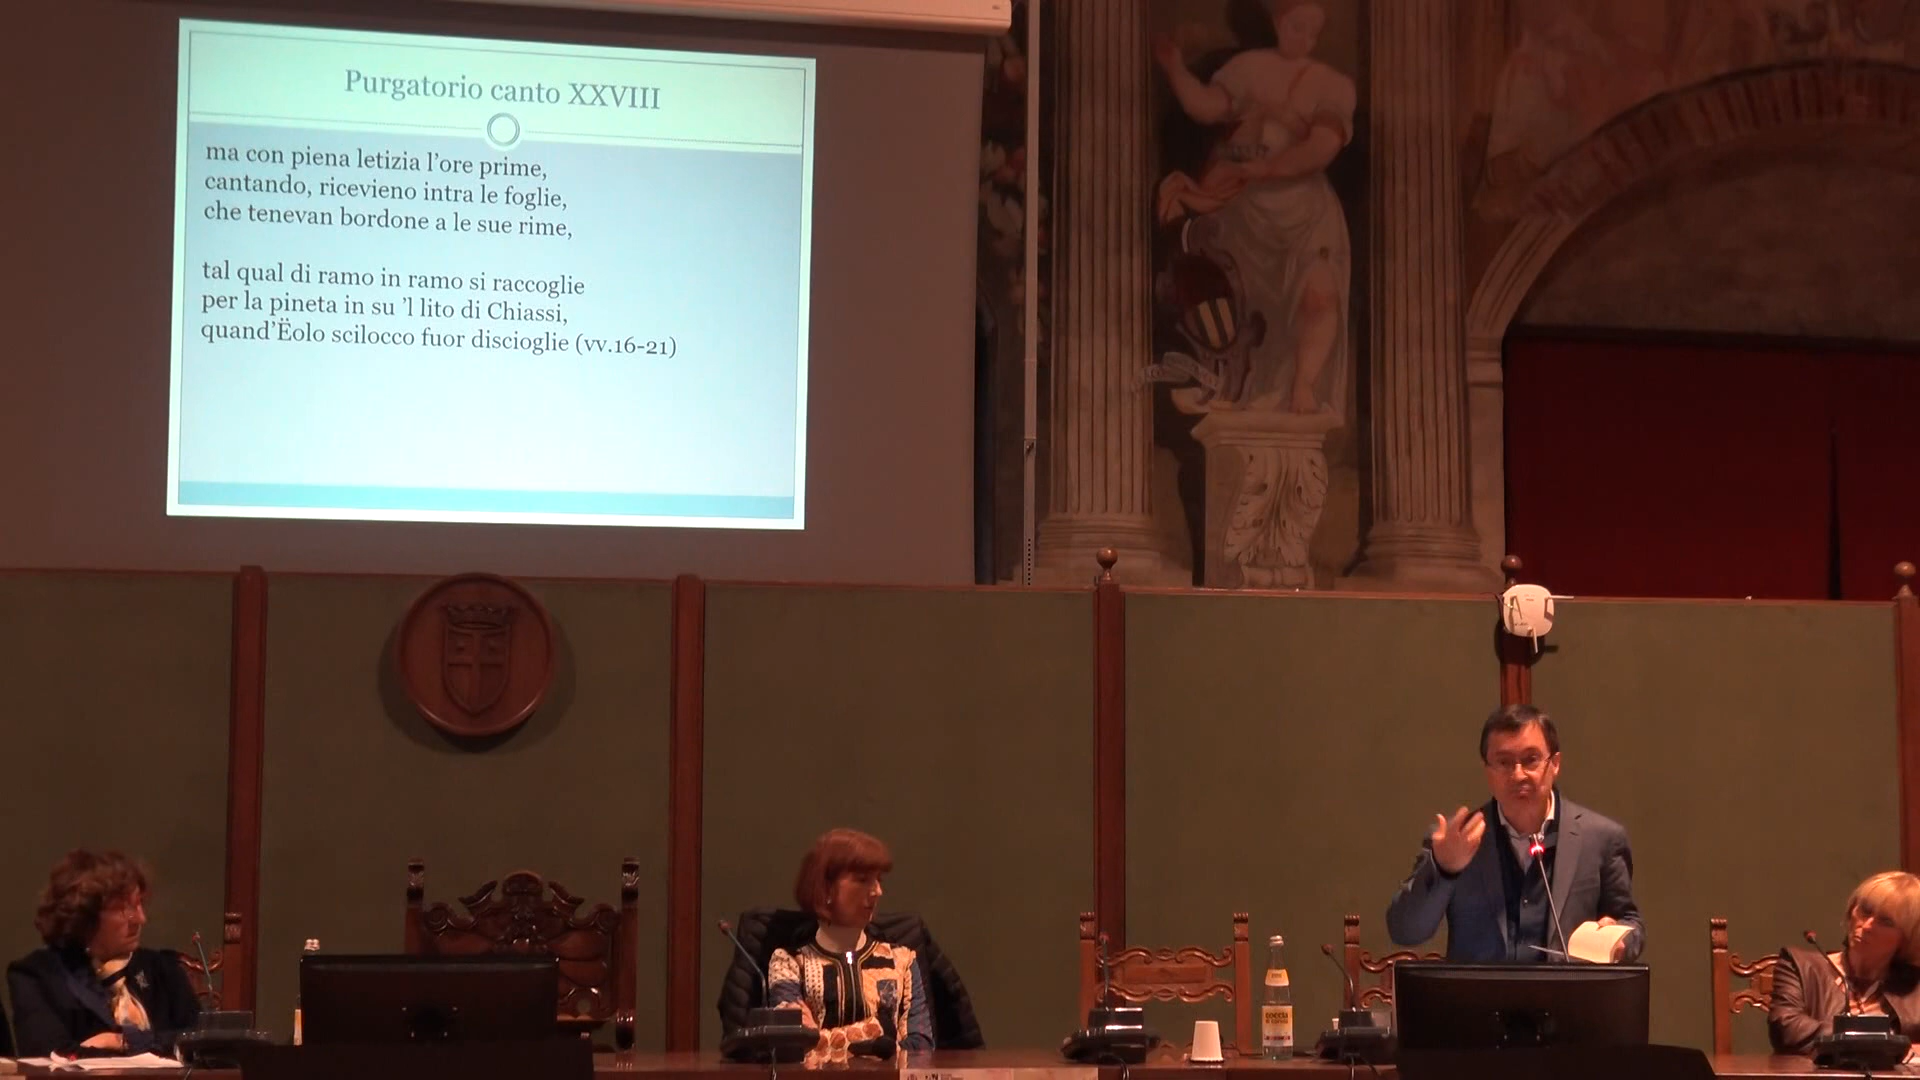 Purgatorio canto XXVIII
ma con piena letizia l'ore prime,
cantando, ricevieno intra le foglie,
che tenevan bordone a le sue rime,
tal qual di ramo in ramo si raccoglie
per la pineta in su 'l lito di Chiassi,
quand'Ëolo scilocco fuor discioglie (vv.16-21)